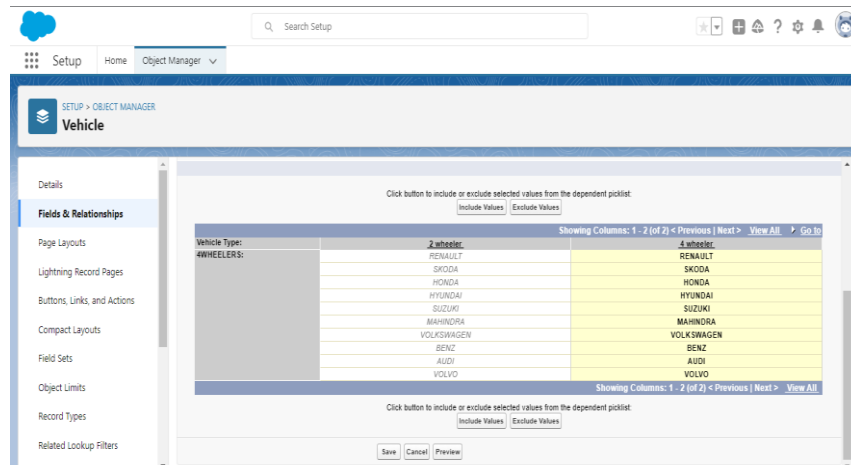 Search Setup
Setup Home Object Manager
SETUP > OBJECT MANAGER
Vehicle
Details
Fields & Relationships
Page Layouts
Lightning Record Pages
Buttons, Links, and Actions
Compact Layouts
Field Sets
Object Limits
Record Types
Related Lookup Filters
Click button to include or exclude selected values from the dependent picklist:
Include Values Exclude Values
Showing Columns: 1 - 2 (of 2) < Previous | Next > View All Go to
Vehicle Type: 2 wheeler 4 wheeler
4WHEELERS: RENAULT RENAULT
SKODA SKODA
HONDA HONDA
HYUNDAI HYUNDAI
SUZUKI SUZUKI
MAHINDRA MAHINDRA
VOLKSWAGEN VOLKSWAGEN
BENZ BENZ
AUDI AUDI
VOLVO VOLVO
Showing Columns: 1 - 2 (of 2) < Previous | Next > View All
Click button to include or exclude selected values from the dependent picklist:
Include Values Exclude Values
Save Cancel Preview